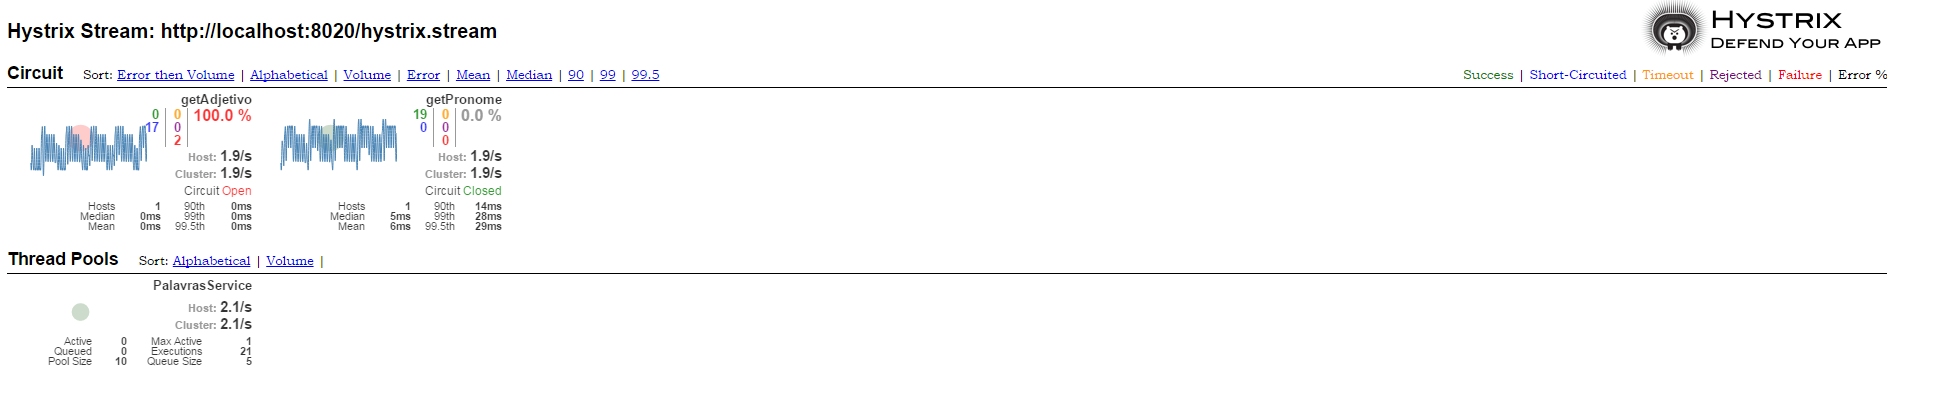 Hystrix Stream: http://localhost:8020/hystrix.stream
HYSTRIX
DEFEND YOUR APP
Circuit Sort: Error then Volume | Alphabetical | Volume | Error | Mean | Median | 90 | 99 | 99.5
Success | Short-Circuited | Timeout | Rejected | Failure | Error %
getAdjetivo
0 0 100.0 %
17 0
2
Host: 1.9/s
Cluster: 1.9/s
Circuit Open
Hosts 1 90th 0ms
Median 0ms 99th 0ms
Mean 0ms 99.5th 0ms
getPronome
19 0 0.0 %
0 0
0
Host: 1.9/s
Cluster: 1.9/s
Circuit Closed
Hosts 1 90th 14ms
Median 5ms 99th 28ms
Mean 6ms 99.5th 29ms
Thread Pools Sort: Alphabetical | Volume |
PalavrasService
Host: 2.1/s
Cluster: 2.1/s
Active 0 Max Active 1
Queued 0 Executions 21
Pool Size 10 Queue Size 5